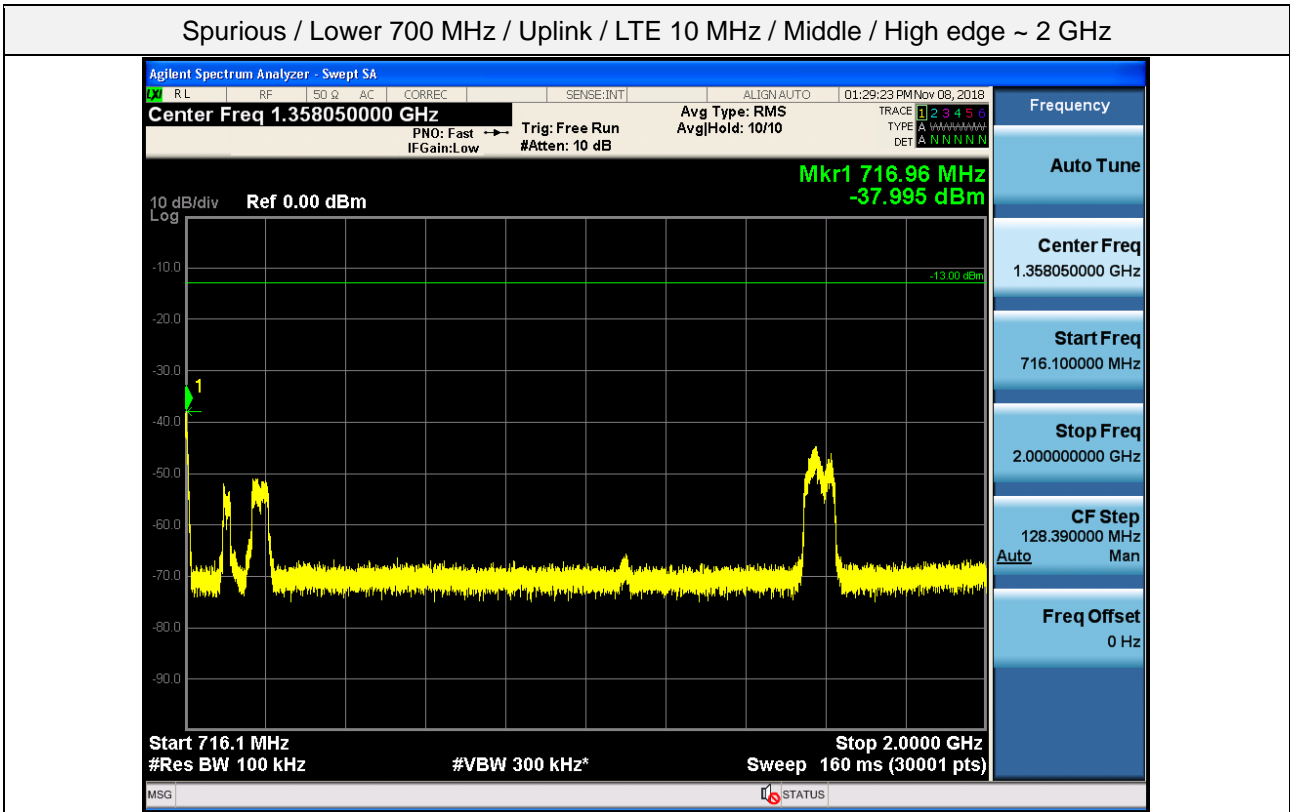 Spurious / Lower 700 MHz / Uplink / LTE 10 MHz / Middle / High edge ~ 2 GHz
Agilent Spectrum Analyzer - Swept SA
LXI RL RF 50 Ω AC CORREC SENSE:INT ALIGN AUTO 01:29:23 PM Nov 08, 2018
Center Freq 1.358050000 GHz
PNO: Fast
IFGain:Low
Trig: Free Run
#Atten: 10 dB
Avg Type: RMS
Avg|Hold: 10/10
TRACE 1 2 3 4 5 6
TYPE A WWWWW
DET A N N N N N
Mkr1 716.96 MHz
-37.995 dBm
10 dB/div Ref 0.00 dBm
Log
-10.0
-13.00 dBm
-20.0
-30.0
1
-40.0
-50.0
-60.0
-70.0
-80.0
-90.0
Start 716.1 MHz Stop 2.0000 GHz
#Res BW 100 kHz #VBW 300 kHz* Sweep 160 ms (30001 pts)
MSG STATUS
Frequency
Auto Tune
Center Freq
1.358050000 GHz
Start Freq
716.100000 MHz
Stop Freq
2.000000000 GHz
CF Step
128.390000 MHz
Auto Man
Freq Offset
0 Hz